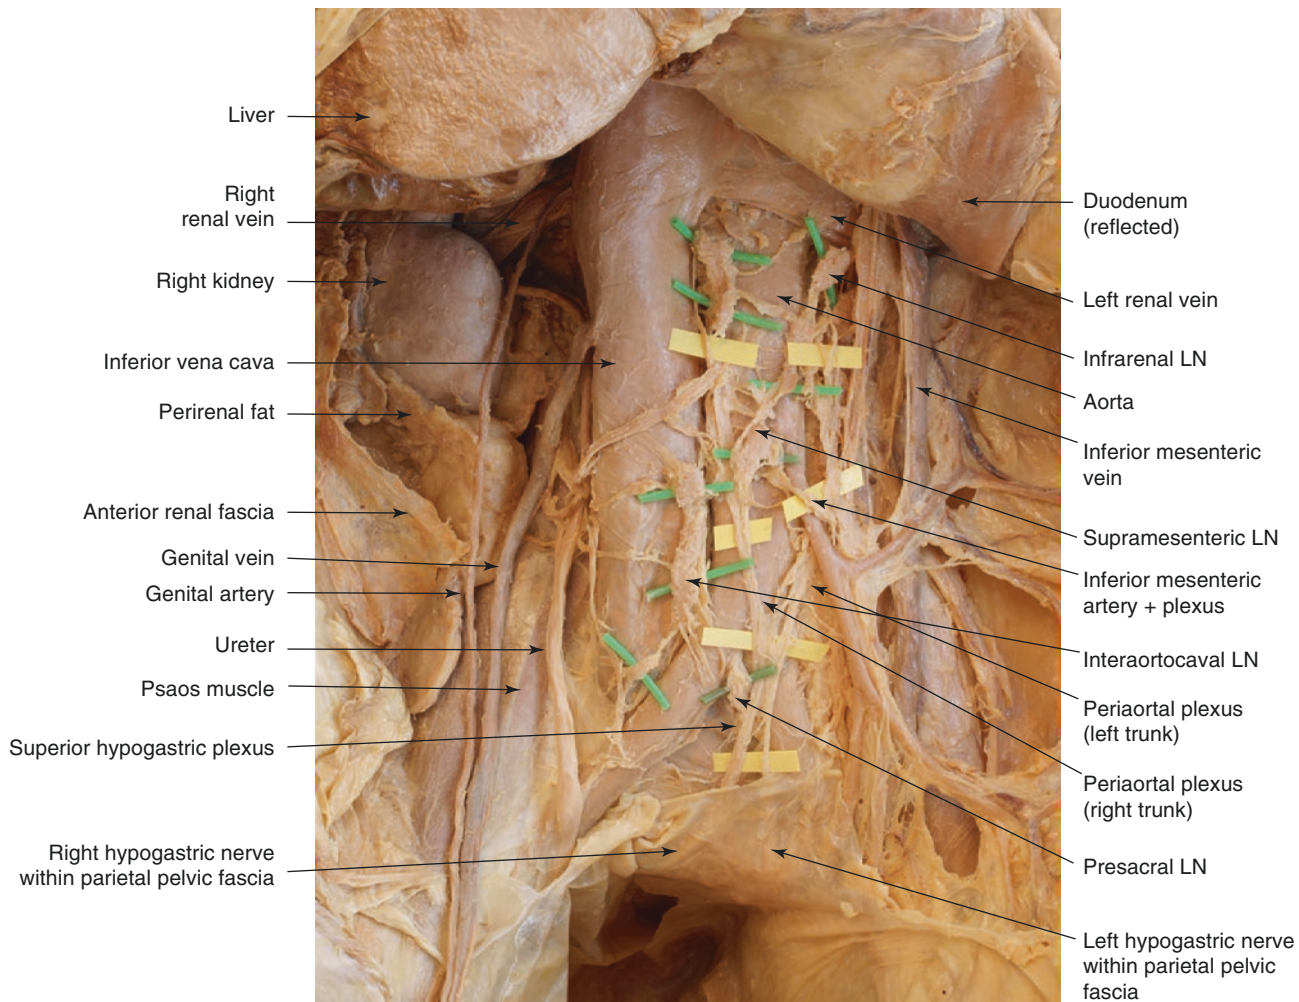 Liver
Right
renal vein
Right kidney
Inferior vena cava
Perirenal fat
Anterior renal fascia
Genital vein
Genital artery
Ureter
Psaos muscle
Superior hypogastric plexus
Right hypogastric nerve
within parietal pelvic fascia
Duodenum
(reflected)
Left renal vein
Infrarenal LN
Aorta
Inferior mesenteric
vein
Supramesenteric LN
Inferior mesenteric
artery + plexus
Interaortocaval LN
Periaortal plexus
(left trunk)
Periaortal plexus
(right trunk)
Presacral LN
Left hypogastric nerve
within parietal pelvic
fascia